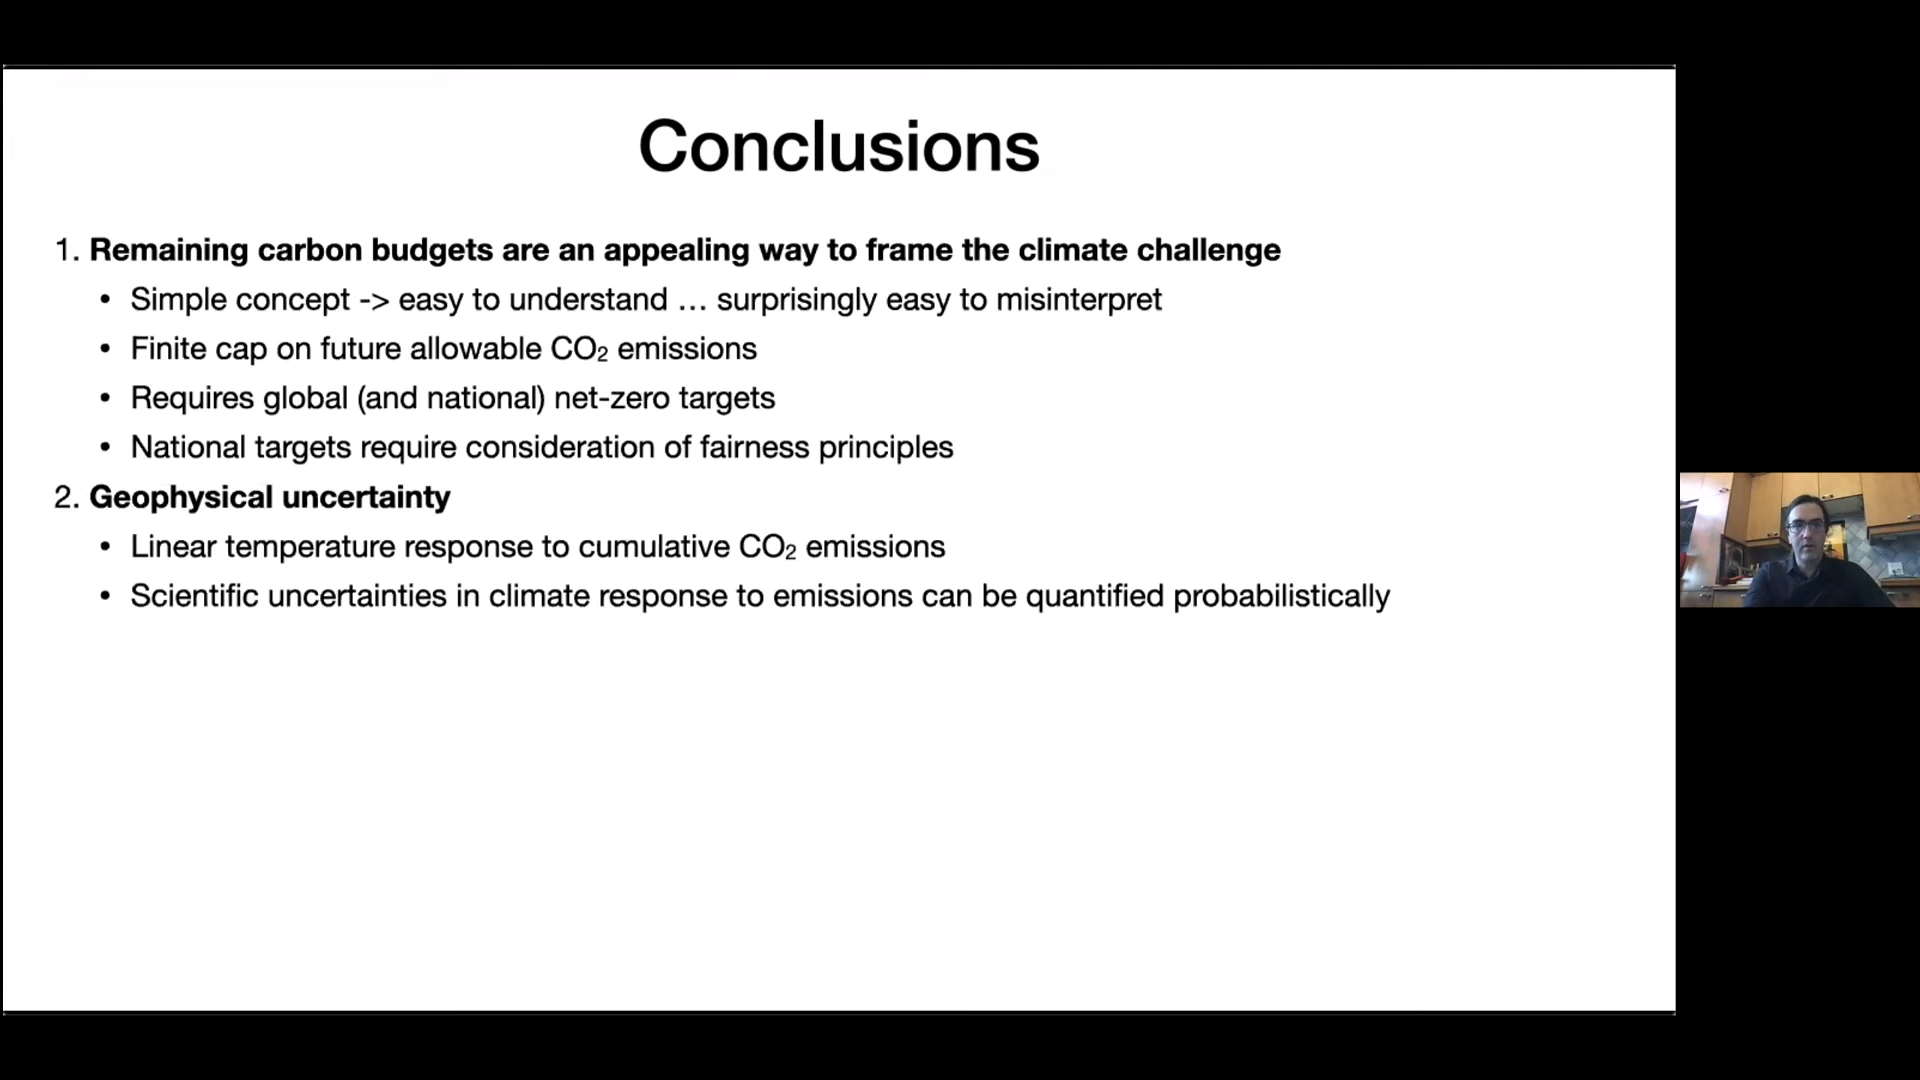 Conclusions
1. Remaining carbon budgets are an appealing way to frame the climate challenge
• Simple concept -> easy to understand … surprisingly easy to misinterpret
• Finite cap on future allowable CO₂ emissions
• Requires global (and national) net-zero targets
• National targets require consideration of fairness principles
2. Geophysical uncertainty
• Linear temperature response to cumulative CO₂ emissions
• Scientific uncertainties in climate response to emissions can be quantified probabilistically